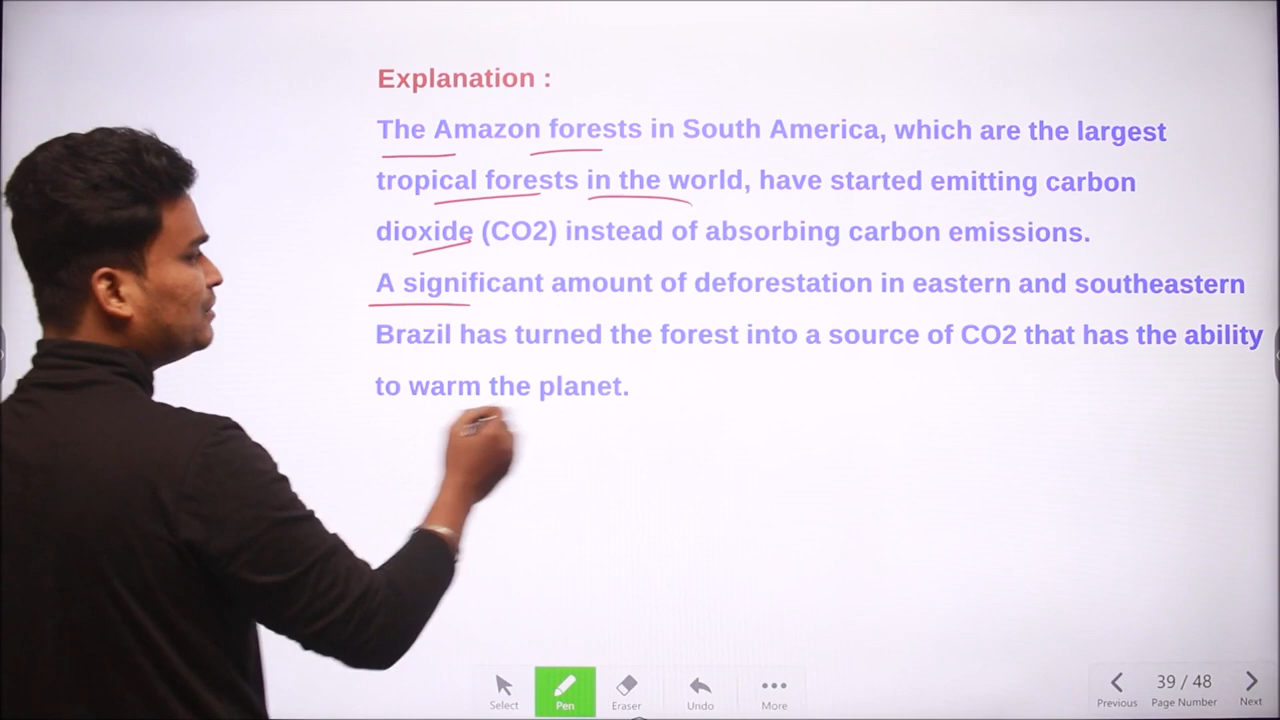 Explanation :
The Amazon forests in South America, which are the largest
tropical forests in the world, have started emitting carbon
dioxide (CO2) instead of absorbing carbon emissions.
A significant amount of deforestation in eastern and southeastern
Brazil has turned the forest into a source of CO2 that has the ability
to warm the planet.
Select
Pen
Eraser
Undo
More
Previous
39 / 48
Page Number
Next